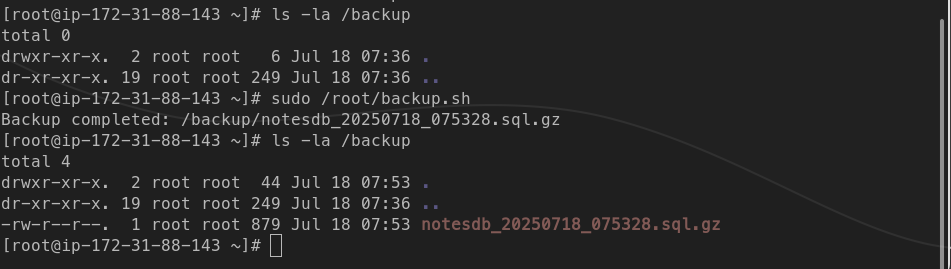 [root@ip-172-31-88-143 ~]# ls -la /backup
total 0
drwxr-xr-x.  2 root root   6 Jul 18 07:36 .
dr-xr-xr-x. 19 root root 249 Jul 18 07:36 ..
[root@ip-172-31-88-143 ~]# sudo /root/backup.sh
Backup completed: /backup/notesdb_20250718_075328.sql.gz
[root@ip-172-31-88-143 ~]# ls -la /backup
total 4
drwxr-xr-x.  2 root root  44 Jul 18 07:53 .
dr-xr-xr-x. 19 root root 249 Jul 18 07:36 ..
-rw-r--r--.  1 root root 879 Jul 18 07:53 notesdb_20250718_075328.sql.gz
[root@ip-172-31-88-143 ~]#